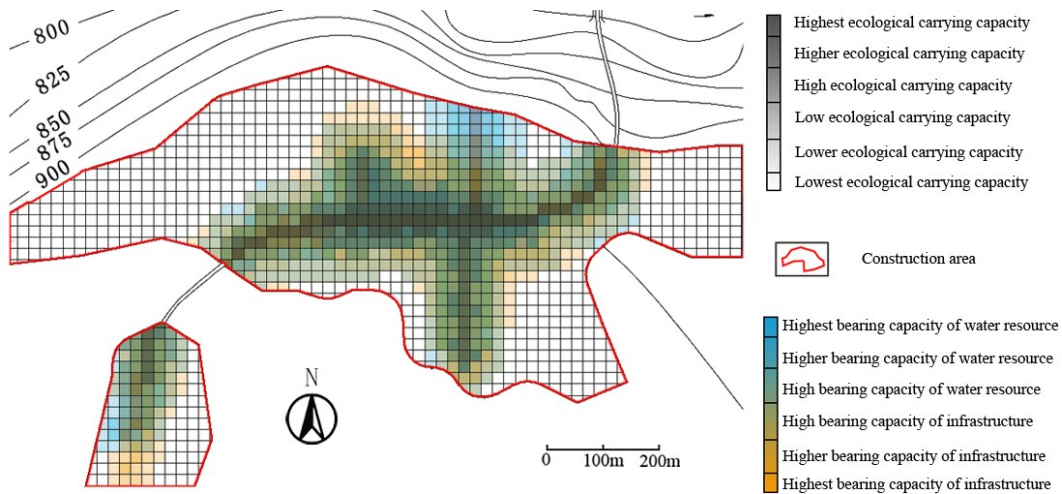 800
825
850
875
900
N
0 100m 200m
Highest ecological carrying capacity
Higher ecological carrying capacity
High ecological carrying capacity
Low ecological carrying capacity
Lower ecological carrying capacity
Lowest ecological carrying capacity
Construction area
Highest bearing capacity of water resource
Higher bearing capacity of water resource
High bearing capacity of water resource
High bearing capacity of infrastructure
Higher bearing capacity of infrastructure
Highest bearing capacity of infrastructure